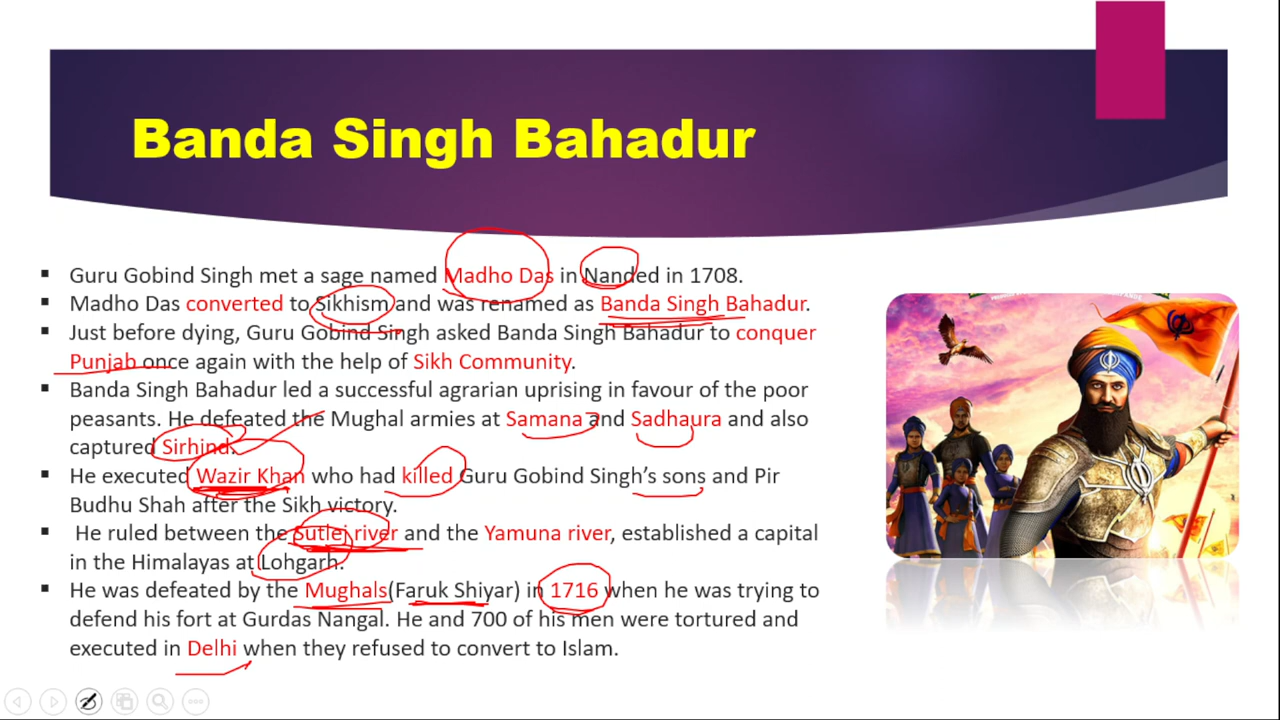 Banda Singh Bahadur
▪ Guru Gobind Singh met a sage named Madho Das in Nanded in 1708.
▪ Madho Das converted to Sikhism and was renamed as Banda Singh Bahadur.
▪ Just before dying, Guru Gobind Singh asked Banda Singh Bahadur to conquer
Punjab once again with the help of Sikh Community.
▪ Banda Singh Bahadur led a successful agrarian uprising in favour of the poor
peasants. He defeated the Mughal armies at Samana and Sadhaura and also
captured Sirhind.
▪ He executed Wazir Khan who had killed Guru Gobind Singh’s sons and Pir
Budhu Shah after the Sikh victory.
▪ He ruled between the Sutlej river and the Yamuna river, established a capital
in the Himalayas at Lohgarh.
▪ He was defeated by the Mughals(Faruk Shiyar) in 1716 when he was trying to
defend his fort at Gurdas Nangal. He and 700 of his men were tortured and
executed in Delhi when they refused to convert to Islam.